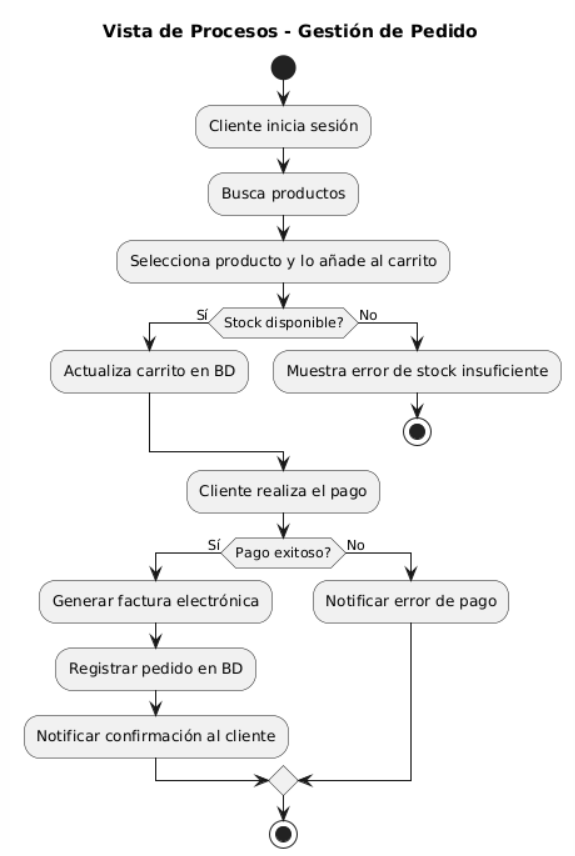 Vista de Procesos - Gestión de Pedido
Cliente inicia sesión
Busca productos
Selecciona producto y lo añade al carrito
Sí
Stock disponible?
No
Actualiza carrito en BD
Muestra error de stock insuficiente
Cliente realiza el pago
Sí
Pago exitoso?
No
Generar factura electrónica
Notificar error de pago
Registrar pedido en BD
Notificar confirmación al cliente